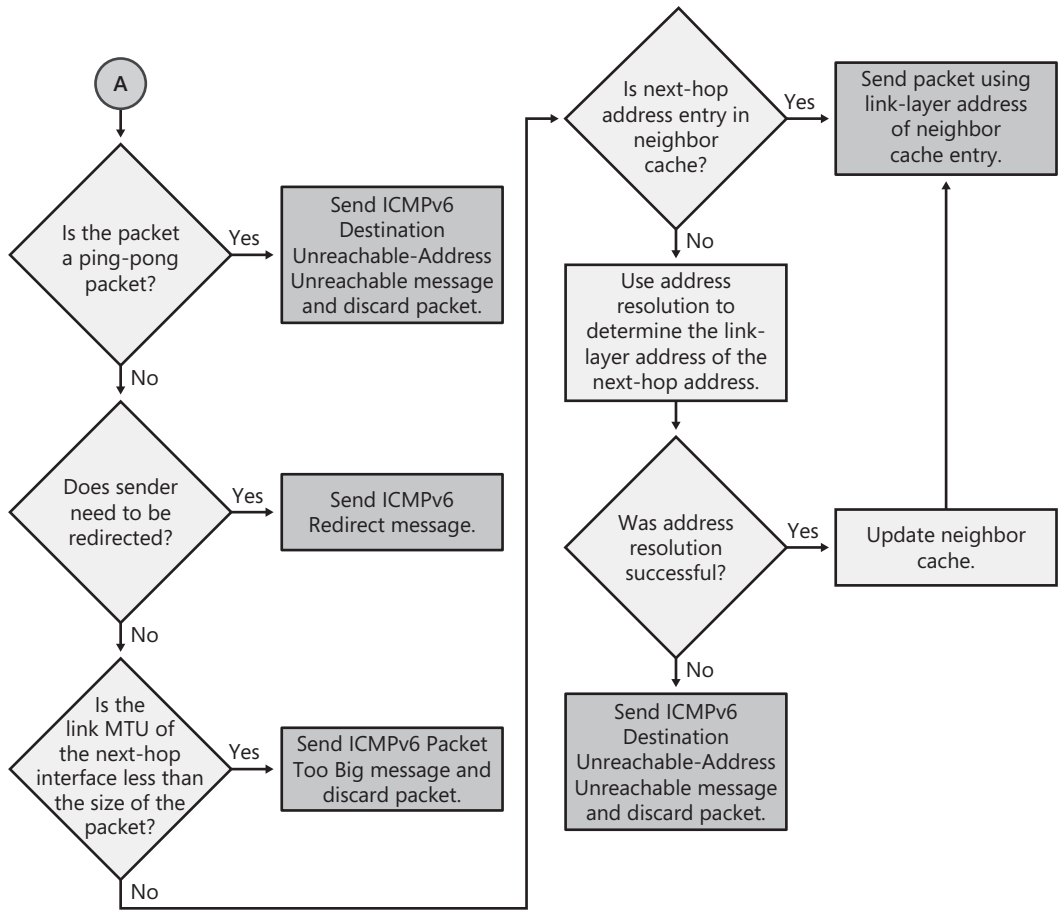 A
Is the packet
a ping-pong
packet?
Yes
Send ICMPv6
Destination
Unreachable-Address
Unreachable message
and discard packet.
No
Does sender
need to be
redirected?
Yes
Send ICMPv6
Redirect message.
No
Is the
link MTU of
the next-hop
interface less than
the size of the
packet?
Yes
Send ICMPv6 Packet
Too Big message and
discard packet.
No
Is next-hop
address entry in
neighbor
cache?
Yes
Send packet using
link-layer address
of neighbor
cache entry.
No
Use address
resolution to
determine the link-
layer address of the
next-hop address.
Was address
resolution
successful?
Yes
Update neighbor
cache.
No
Send ICMPv6
Destination
Unreachable-Address
Unreachable message
and discard packet.